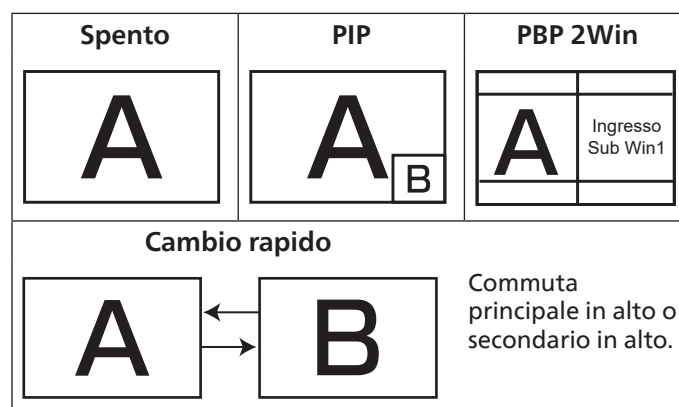 Spento
PIP
PBP 2Win
A
A
B
A
Ingresso
Sub Win1
Cambio rapido
A
B
Commuta
principale in alto o
secondario in alto.